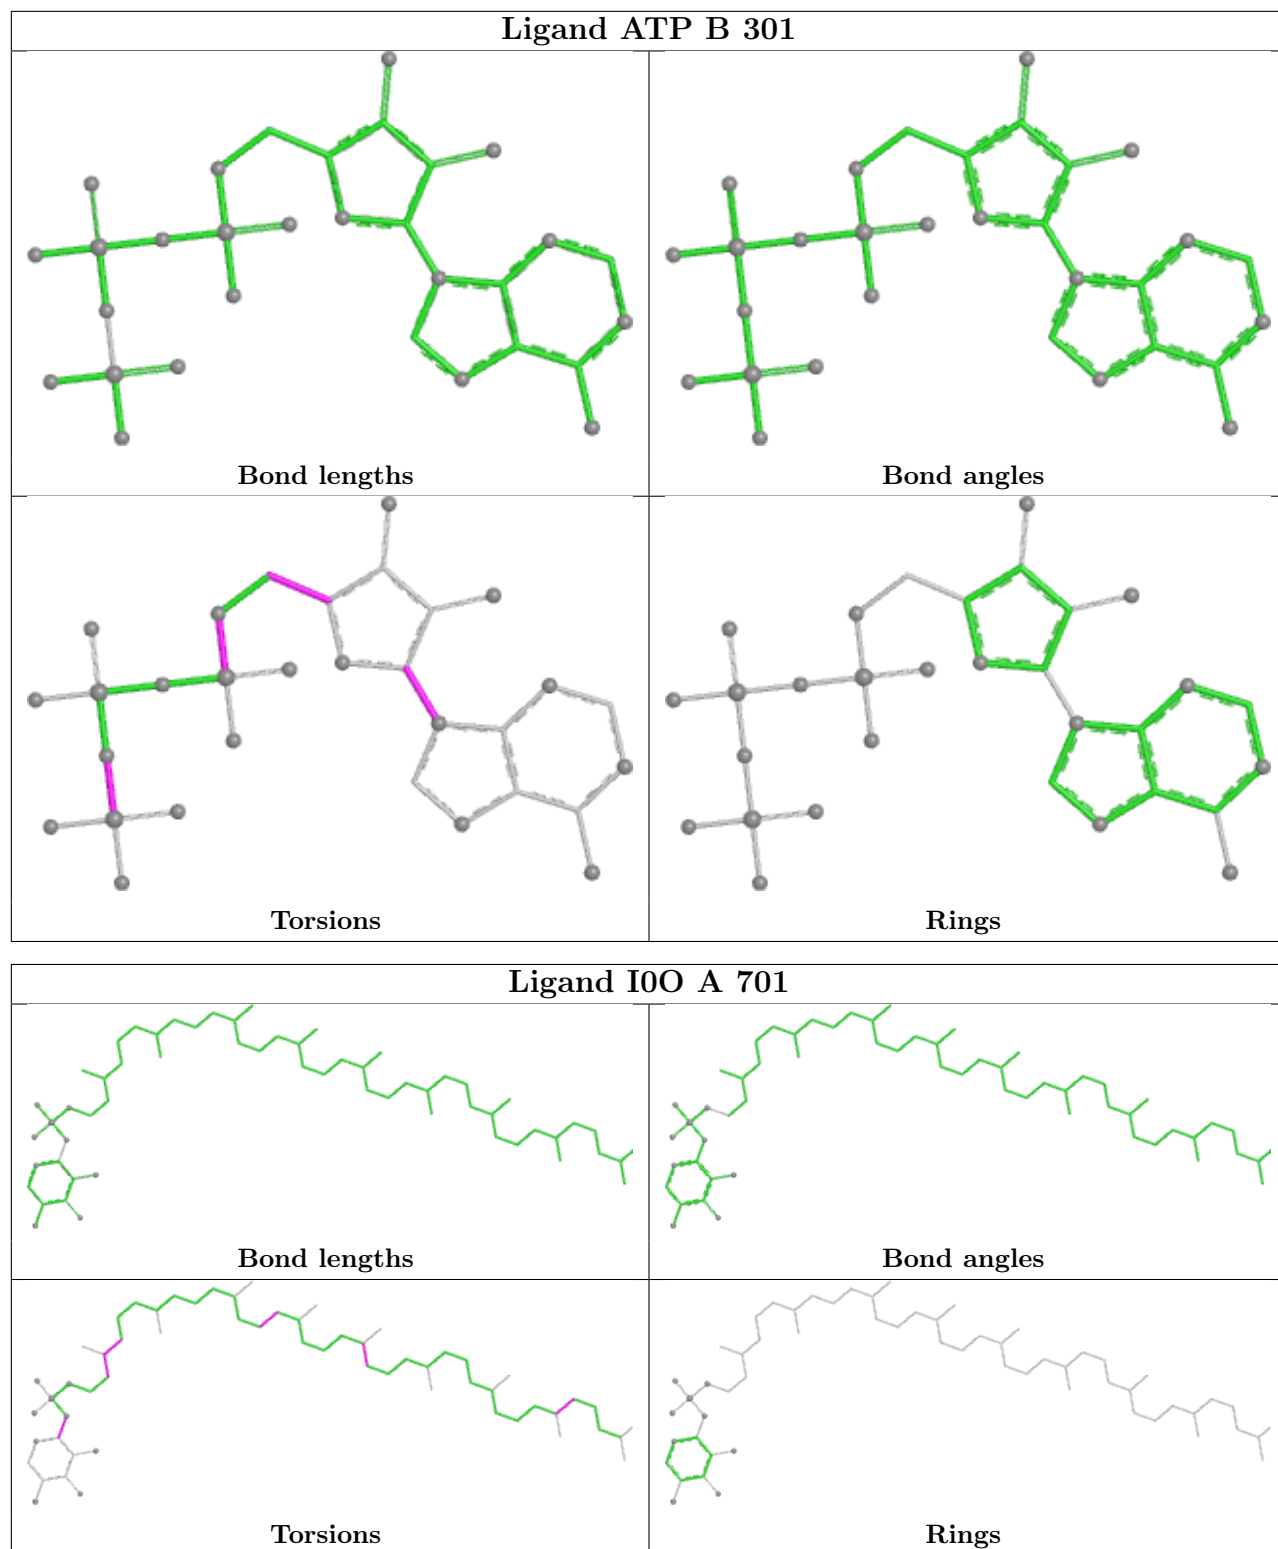 Ligand ATP B 301
Bond lengths
Bond angles
Torsions
Rings
Ligand I0O A 701
Bond lengths
Bond angles
Torsions
Rings